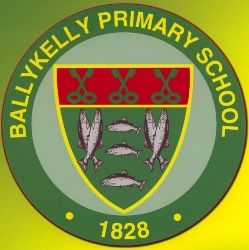 BALLYKELLY PRIMARY SCHOOL
• 1828 •